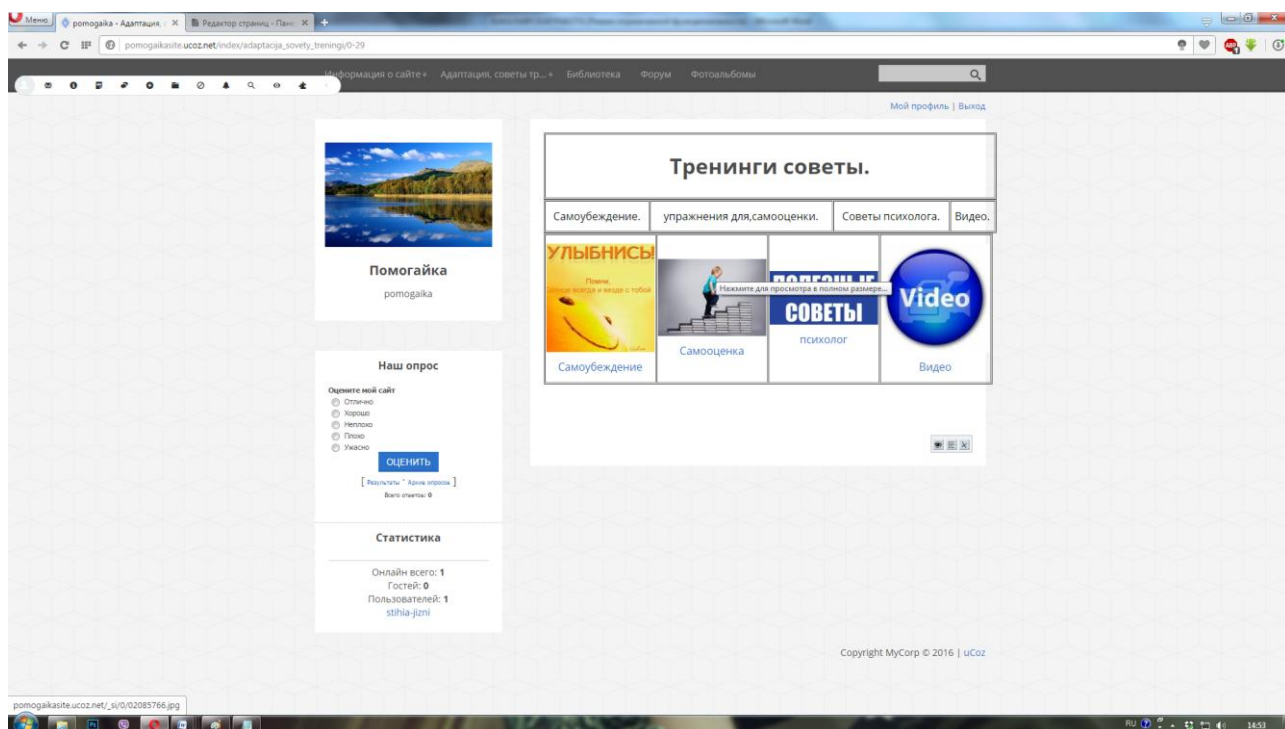 Меню
pomogaika - Адаптация, с
Редактор страниц - Пане
pomogaikasite.ucoz.net/index/adaptacija_sovety_treningi/0-29
Информация о сайте+ Адаптация, советы тр...+ Библиотека Форум Фотоальбомы
Мой профиль | Выход
Тренинги советы.
Самоубеждение. упражнения для,самооценки. Советы психолога. Видео.
УЛЫБНИСЬ!
Помни,
Нажмите для просмотра в полном размере...
СОВЕТЫ
Video
Самоубеждение
Самооценка
психолог
Видео
Помогайка
pomogaika
Наш опрос
Оцените мой сайт
Отлично
Хорошо
Неплохо
Плохо
Ужасно
ОЦЕНИТЬ
[ Результаты · Архив опросов ]
Всего ответов: 0
Статистика
Онлайн всего: 1
Гостей: 0
Пользователей: 1
stihia-jizni
Copyright MyCorp © 2016 | uCoz
pomogaikasite.ucoz.net/_si/0/02085766.jpg
RU
14:53